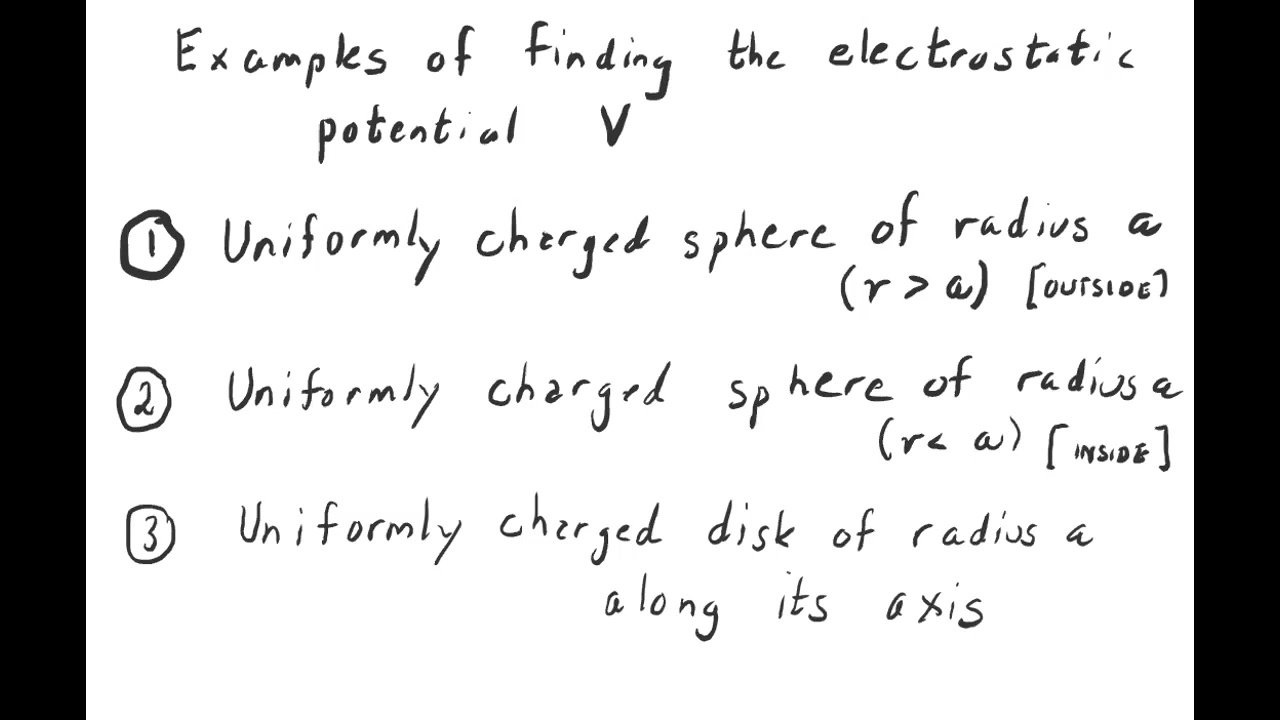 Examples of finding the electrostatic
potential V
① Uniformly charged sphere of radius a
(r > a) [OUTSIDE]
② Uniformly charged sphere of radius a
(r < a) [INSIDE]
③ Uniformly charged disk of radius a
along its axis